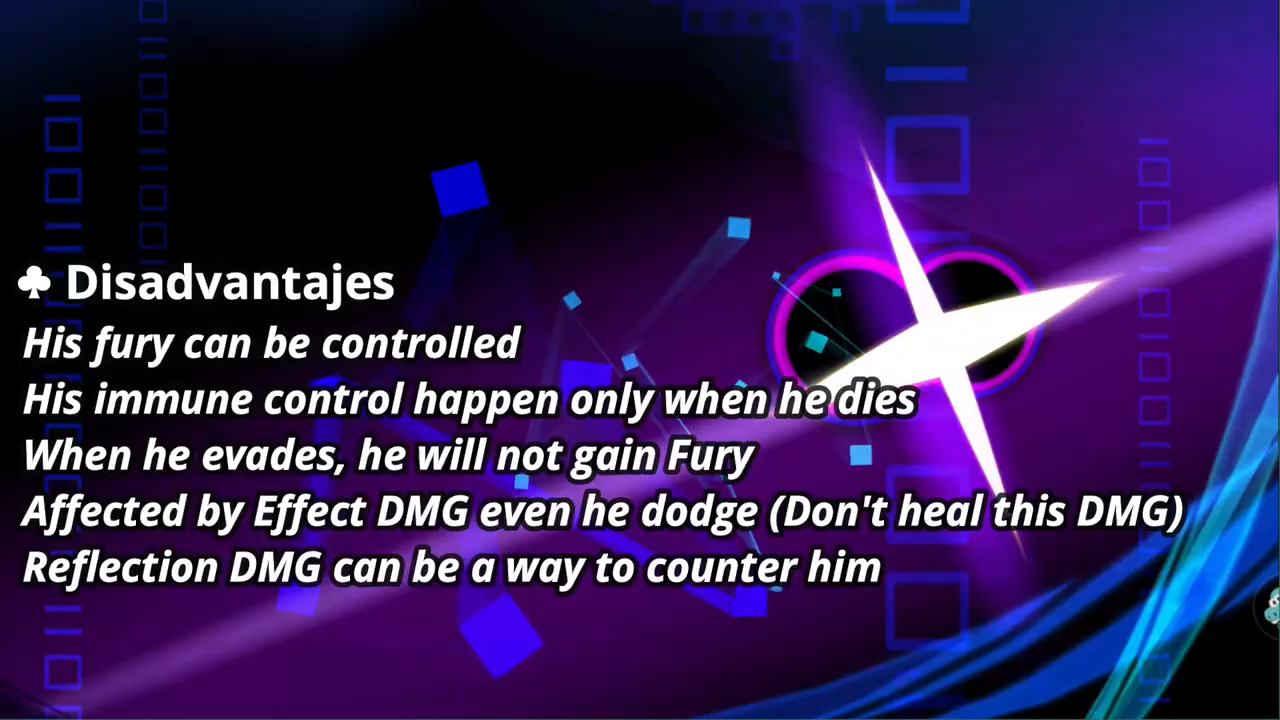 ♣ Disadvantajes
His fury can be controlled
His immune control happen only when he dies
When he evades, he will not gain Fury
Affected by Effect DMG even he dodge (Don't heal this DMG)
Reflection DMG can be a way to counter him